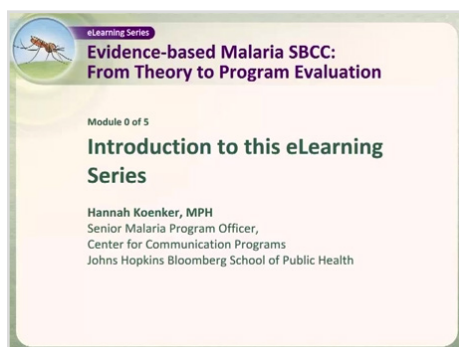 eLearning Series
Evidence-based Malaria SBCC:
From Theory to Program Evaluation
Module 0 of 5
Introduction to this eLearning
Series
Hannah Koenker, MPH
Senior Malaria Program Officer,
Center for Communication Programs
Johns Hopkins Bloomberg School of Public Health